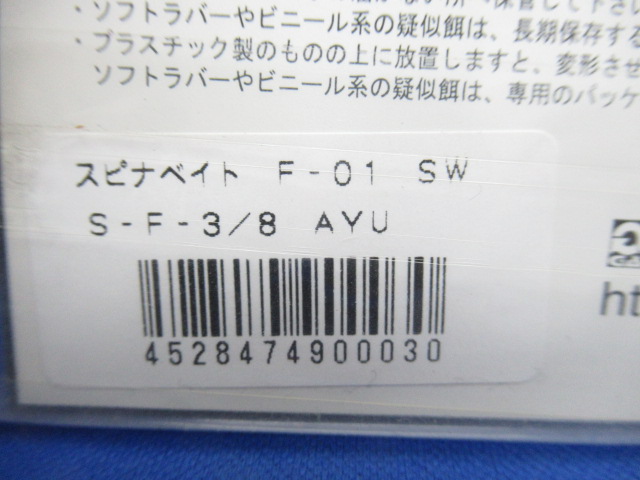 ・ソフトラバーやビニール系の疑似餌は、長期保存する
・プラスチック製のものの上に放置しますと、変形させ
ソフトラバーやビニール系の疑似餌は、専用のパッケ
スピナベイト F-01 SW
S-F-3/8 AYU
ht
4528474900030